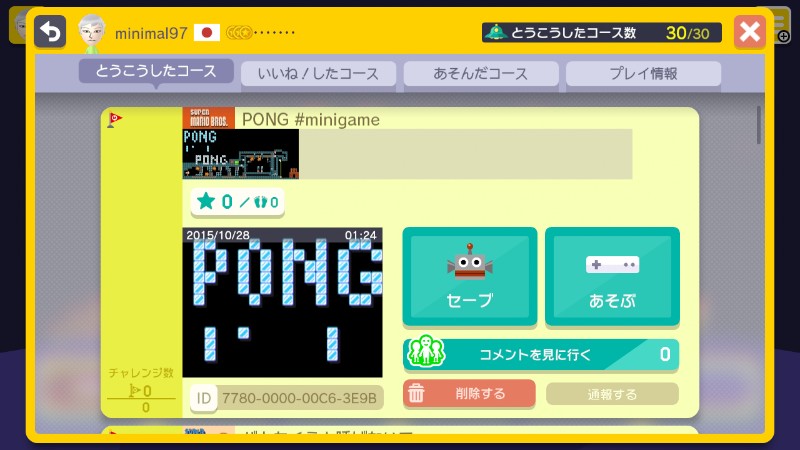 minimal97
とうこうしたコース数 30/30
とうこうしたコース
いいね！したコース
あそんだコース
プレイ情報
SUPER
MARIO BROS.
PONG #minigame
PONG
PONG
0 / 0
2015/10/28 01:24
PONG
セーブ
あそぶ
コメントを見に行く 0
チャレンジ数
0
0
ID 7780-0000-00C6-3E9B
削除する
通報する